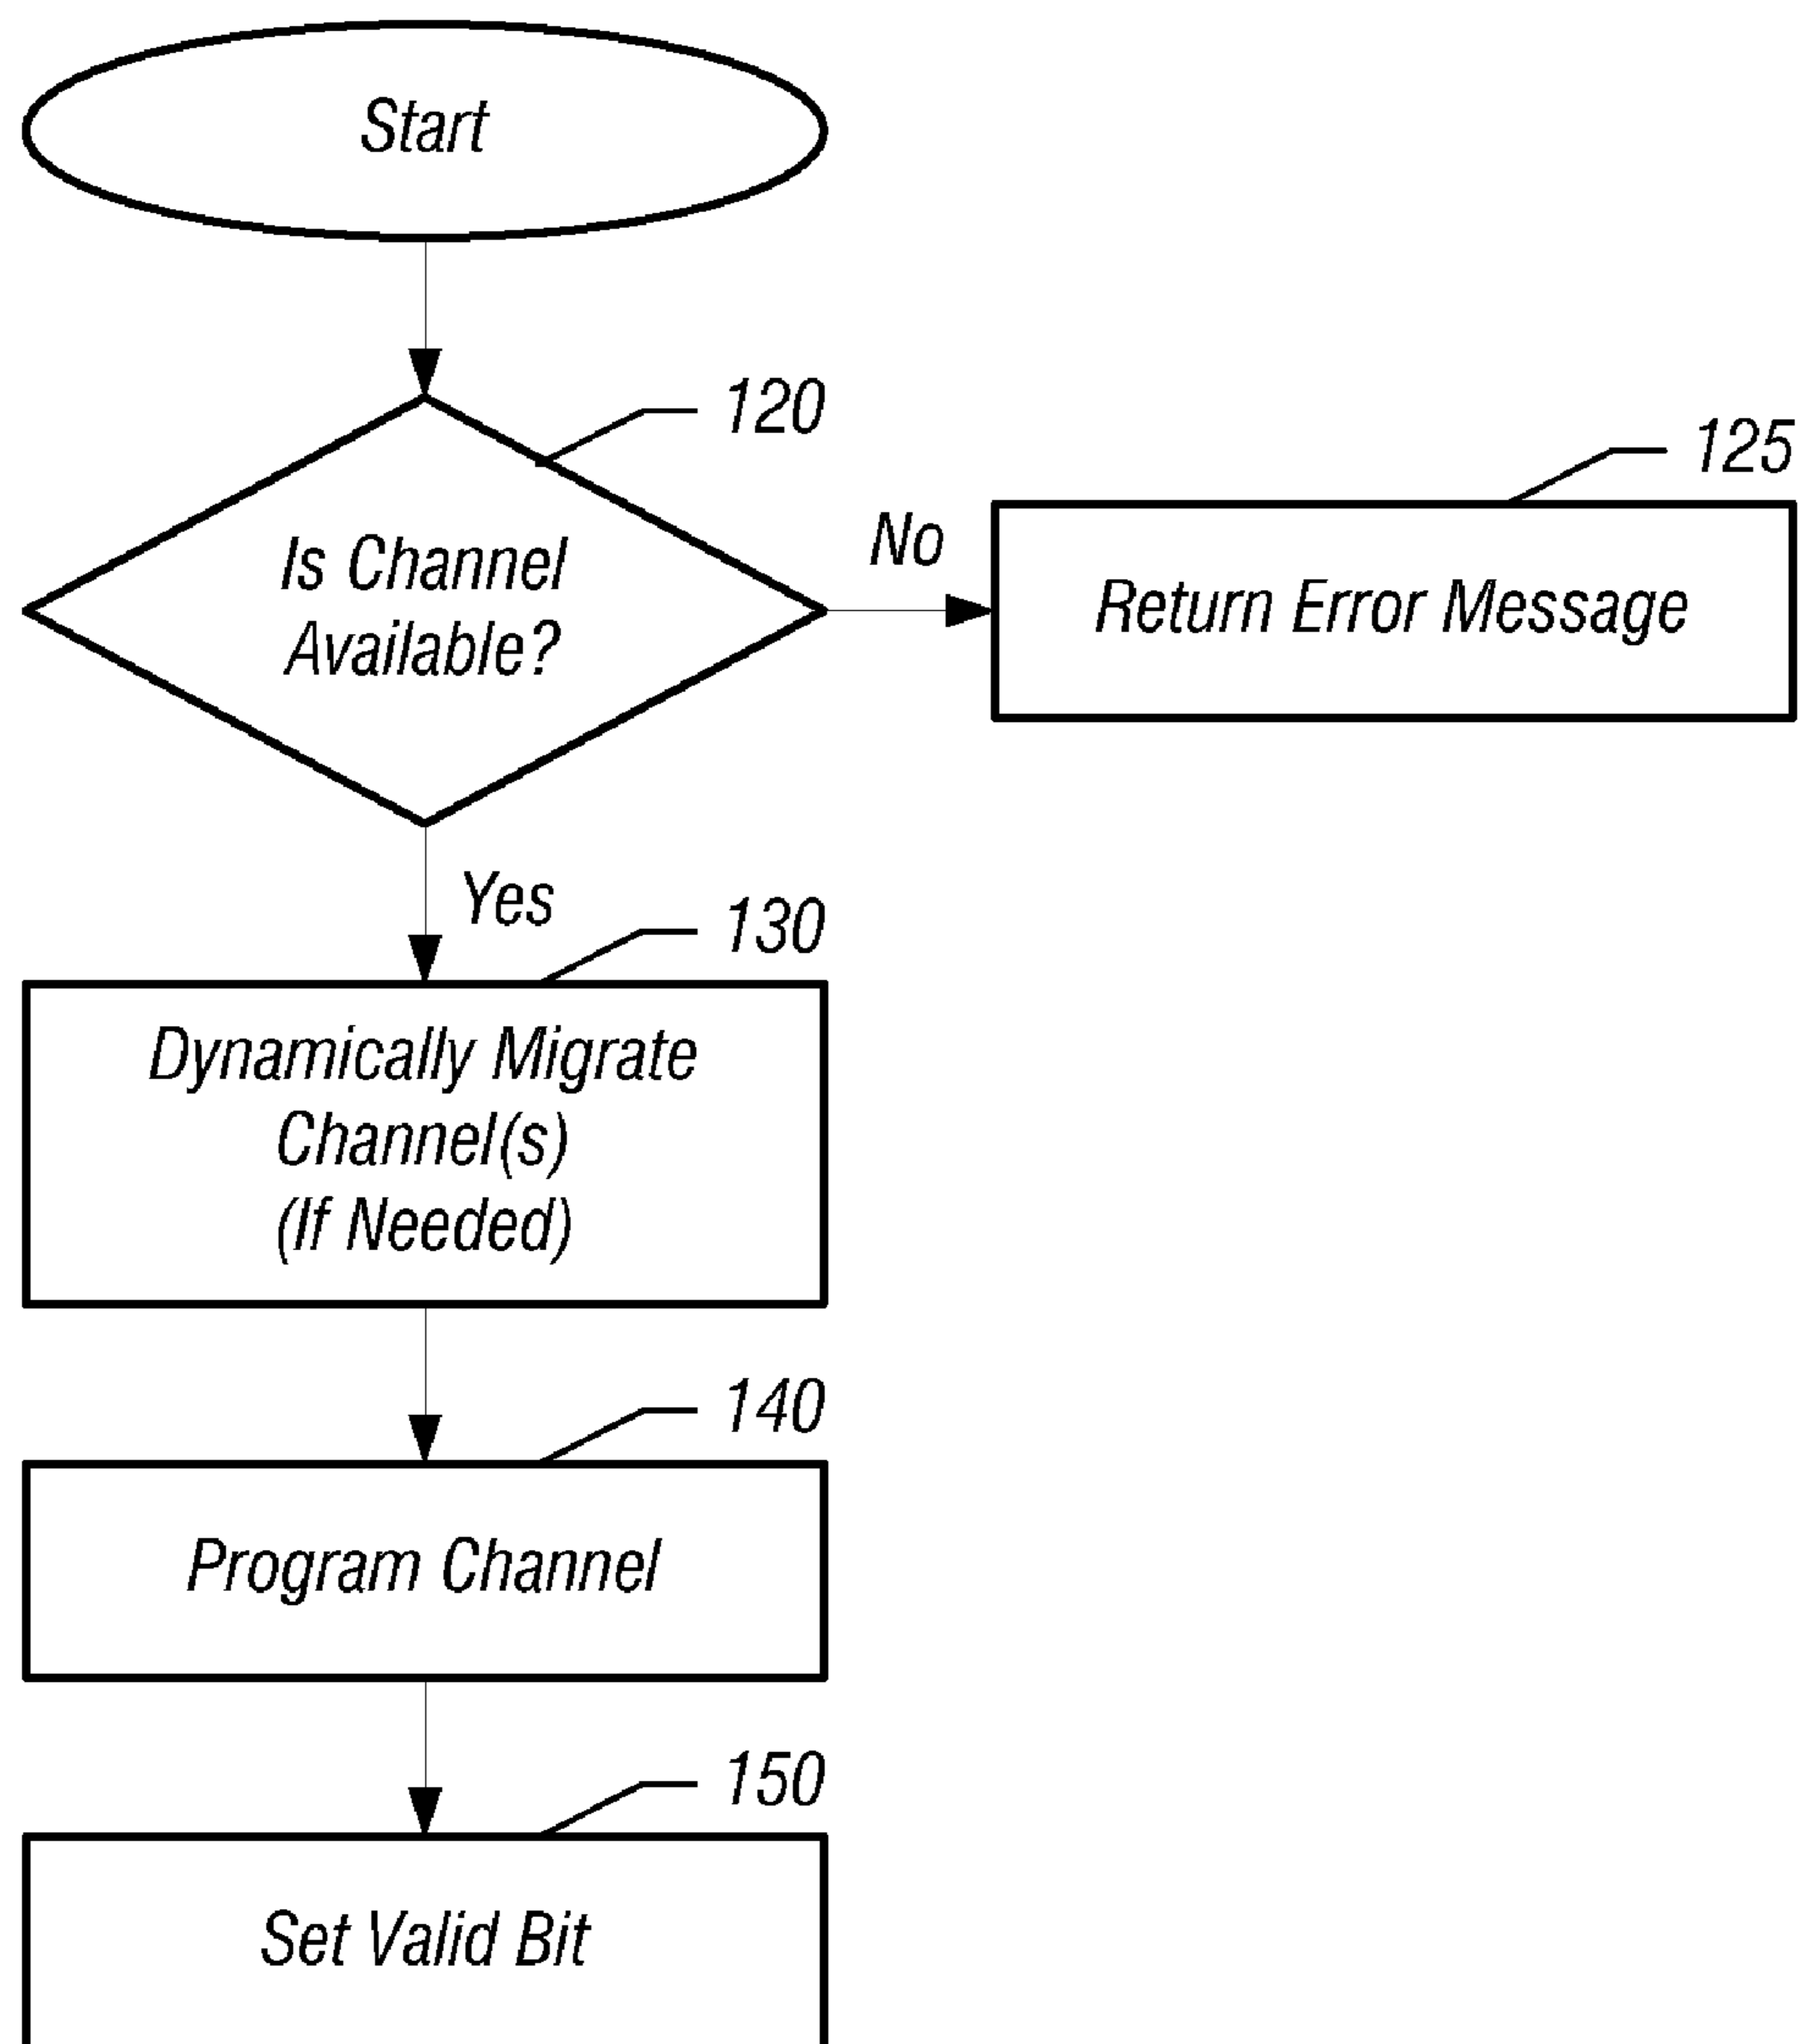 Start
120
Is Channel
Available?
No
125
Return Error Message
Yes
130
Dynamically Migrate
Channel(s)
(If Needed)
140
Program Channel
150
Set Valid Bit